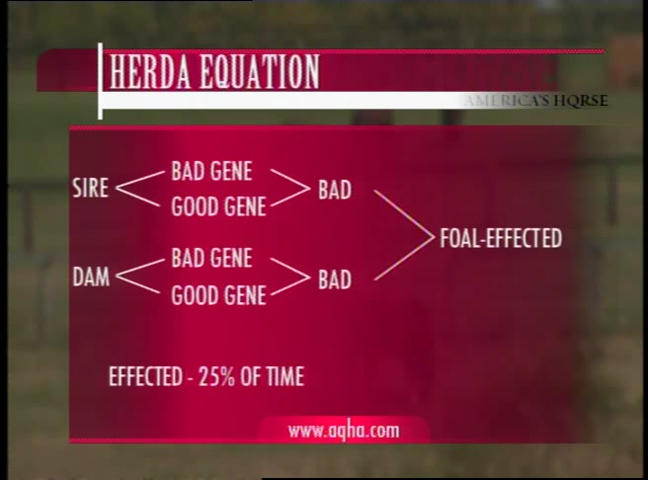 HERDA EQUATION
AMERICA'S HORSE
SIRE
BAD GENE
GOOD GENE
BAD
DAM
BAD GENE
GOOD GENE
BAD
FOAL-EFFECTED
EFFECTED - 25% OF TIME
www.aqha.com